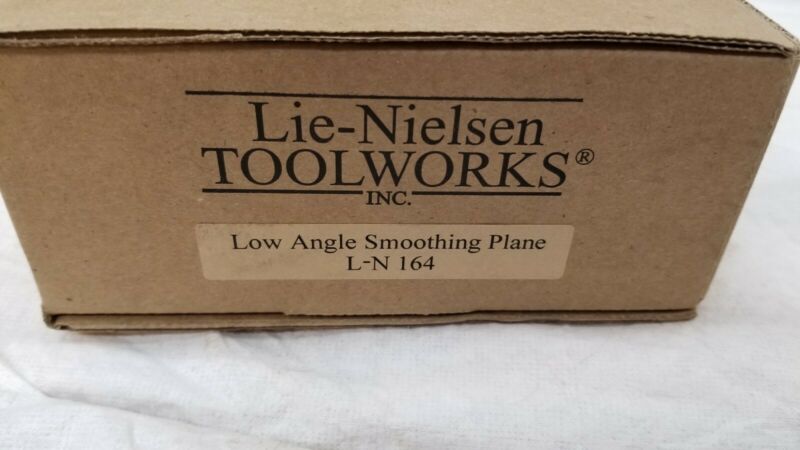 Lie-Nielsen
TOOLWORKS®
INC.
Low Angle Smoothing Plane
L-N 164